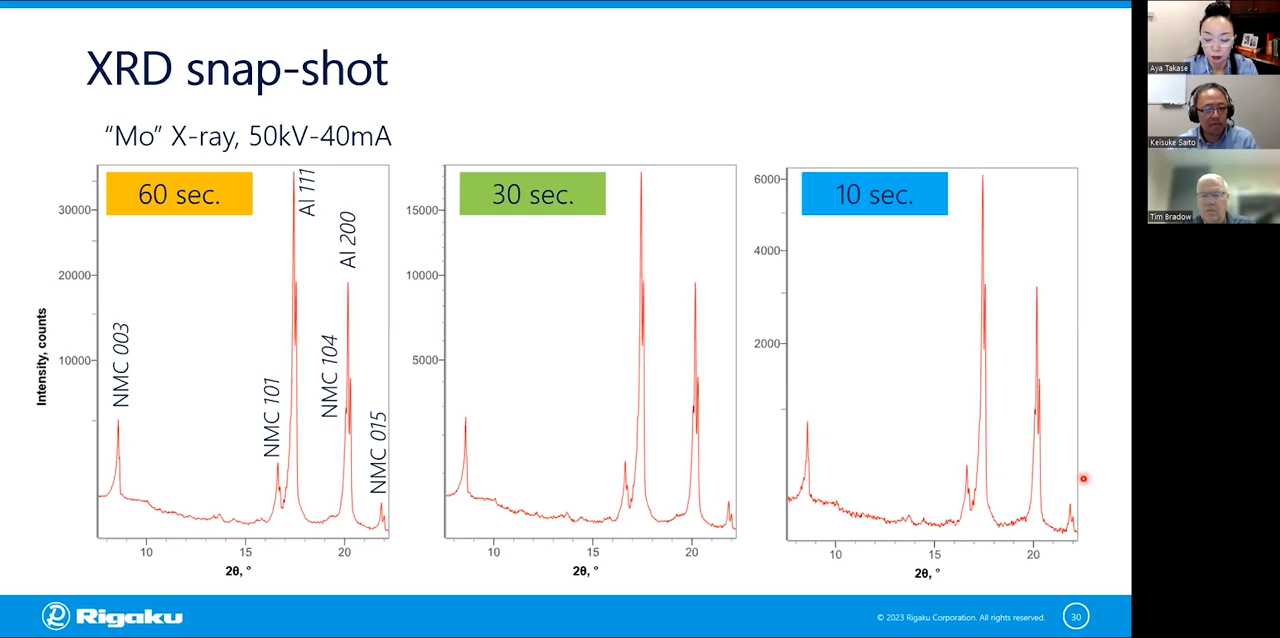 XRD snap-shot
"Mo" X-ray, 50kV-40mA
60 sec.
30000
20000
10000
Intensity, counts
NMC 003
NMC 101
Al 111
NMC 104
Al 200
NMC 015
10
15
20
2θ, °
30 sec.
15000
10000
5000
10
15
20
2θ, °
10 sec.
6000
4000
2000
10
15
20
2θ, °
Aya Takase
Keisuke Saito
Tim Bradow
Rigaku
© 2023 Rigaku Corporation. All rights reserved.
30